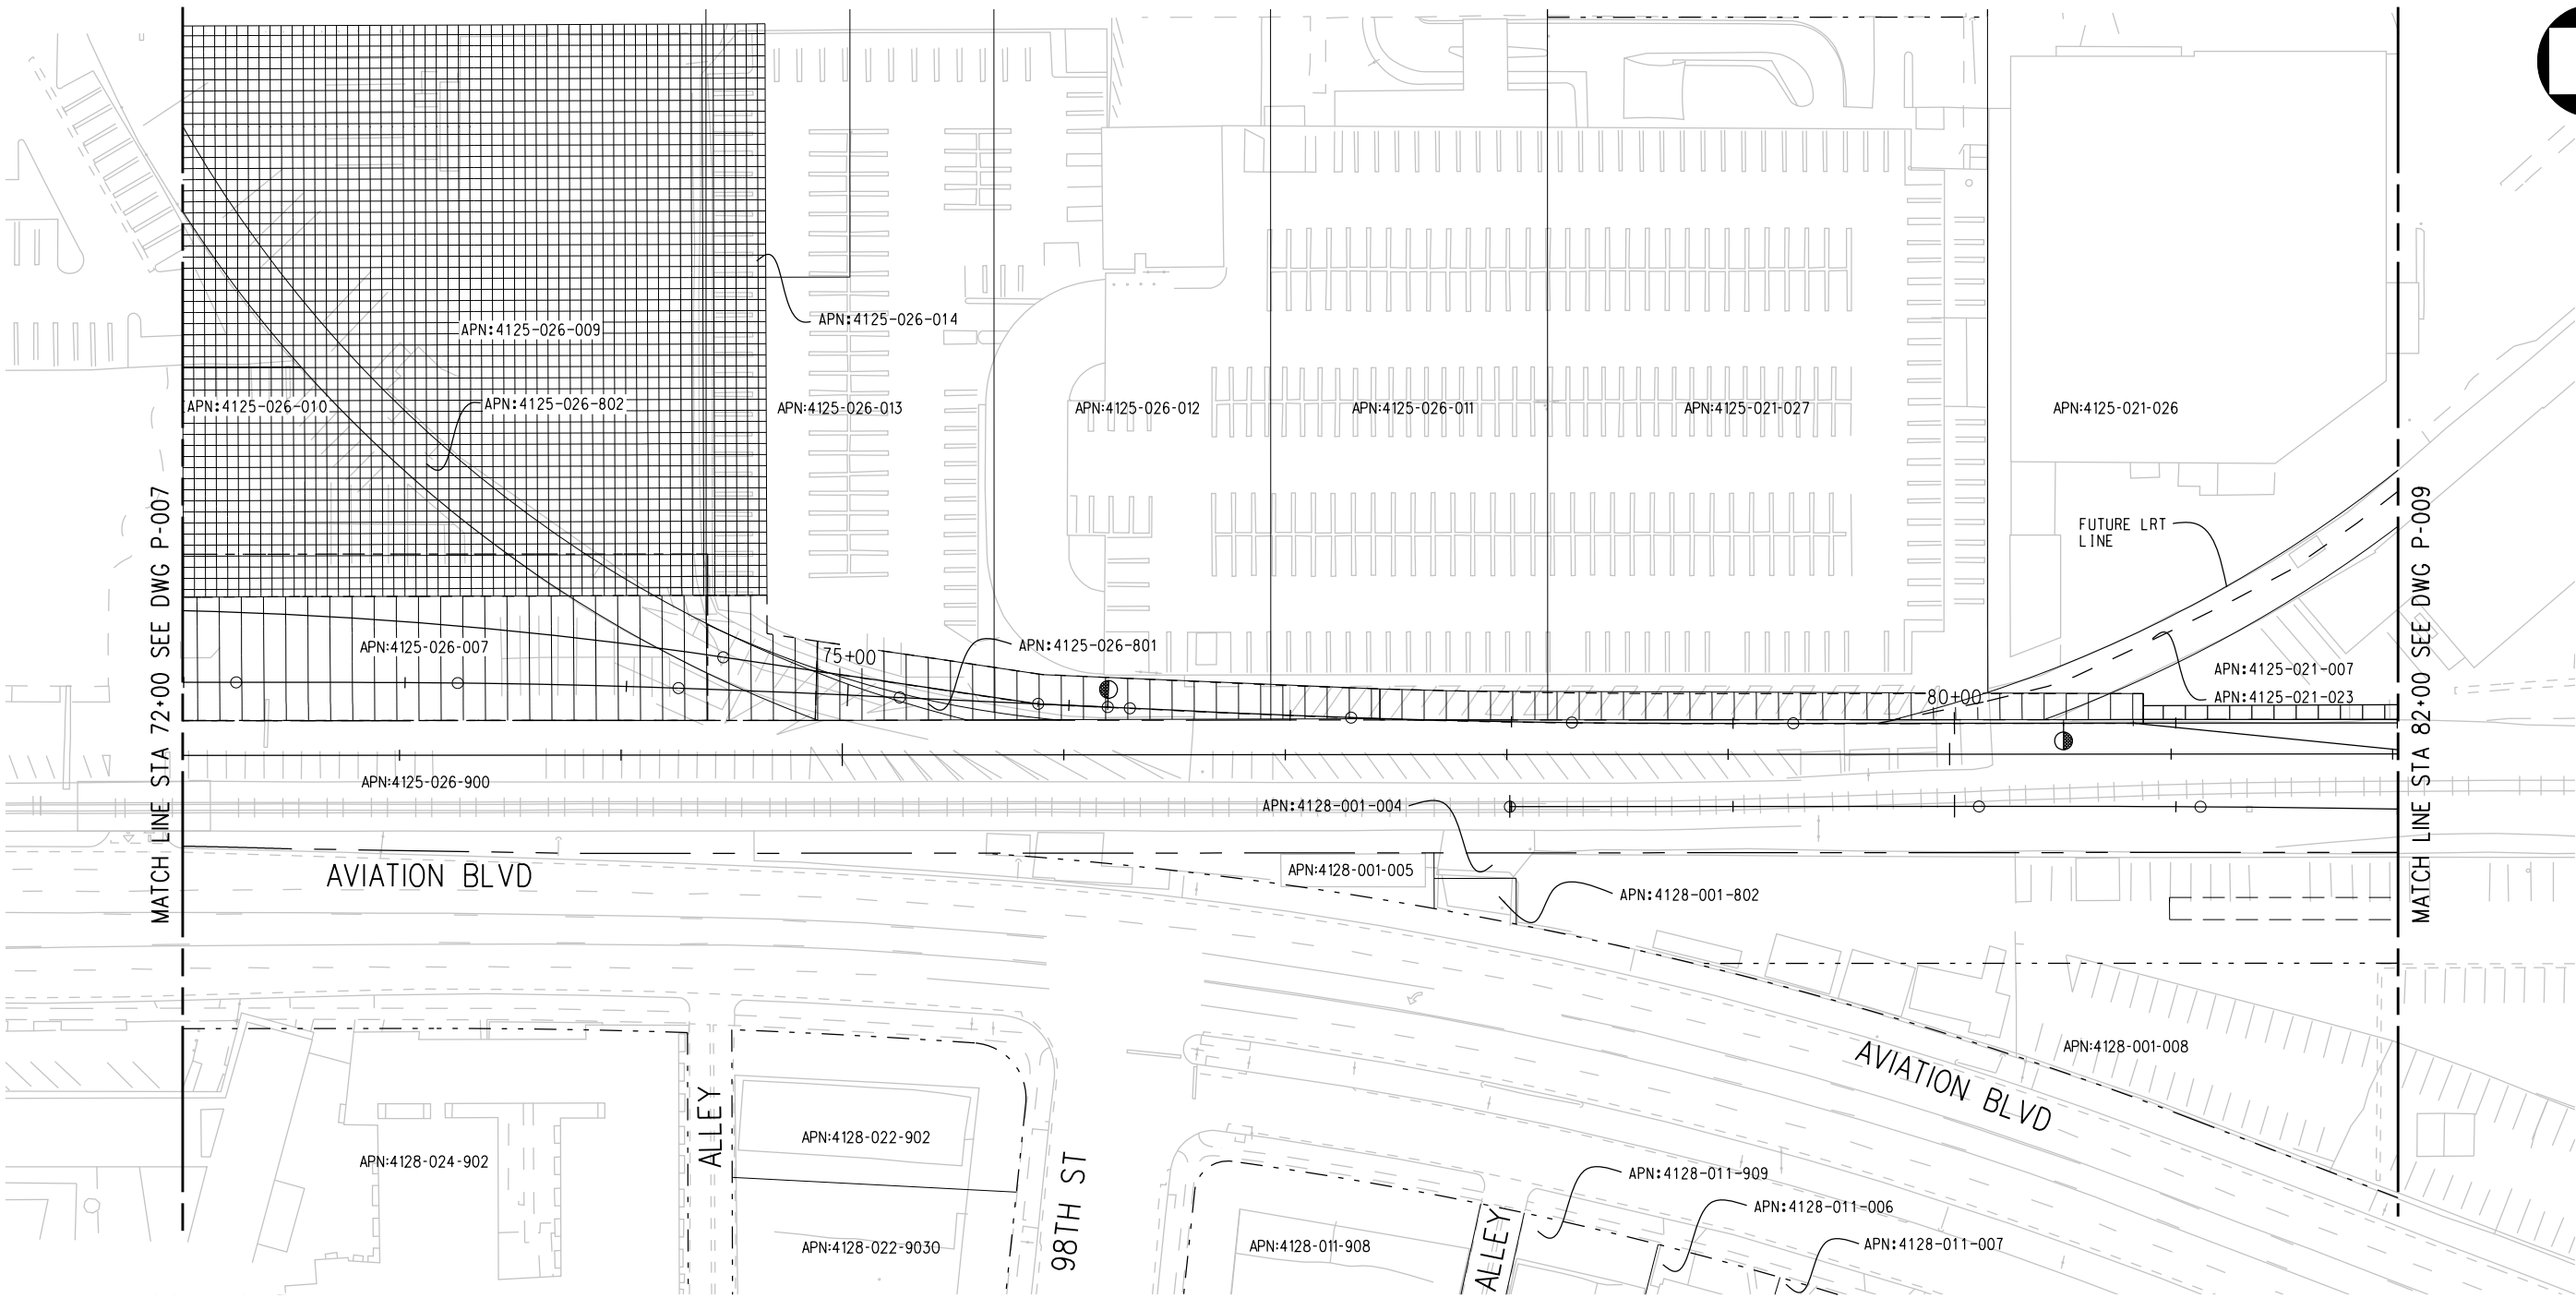 APN:4125-026-009
APN:4125-026-014
APN:4125-026-010
APN:4125-026-802
APN:4125-026-013
APN:4125-026-012
APN:4125-026-011
APN:4125-021-027
APN:4125-021-026
MATCH LINE STA 72+00 SEE DWG P-007
MATCH LINE STA 82+00 SEE DWG P-009
FUTURE LRT
LINE
APN:4125-026-007
75+00
APN:4125-026-801
APN:4125-021-007
80+00
APN:4125-021-023
APN:4125-026-900
APN:4128-001-004
AVIATION BLVD
APN:4128-001-005
APN:4128-001-802
AVIATION BLVD
APN:4128-001-008
ALLEY
APN:4128-022-902
APN:4128-024-902
98TH ST
APN:4128-011-909
APN:4128-011-006
APN:4128-022-9030
APN:4128-011-908
ALLEY
APN:4128-011-007